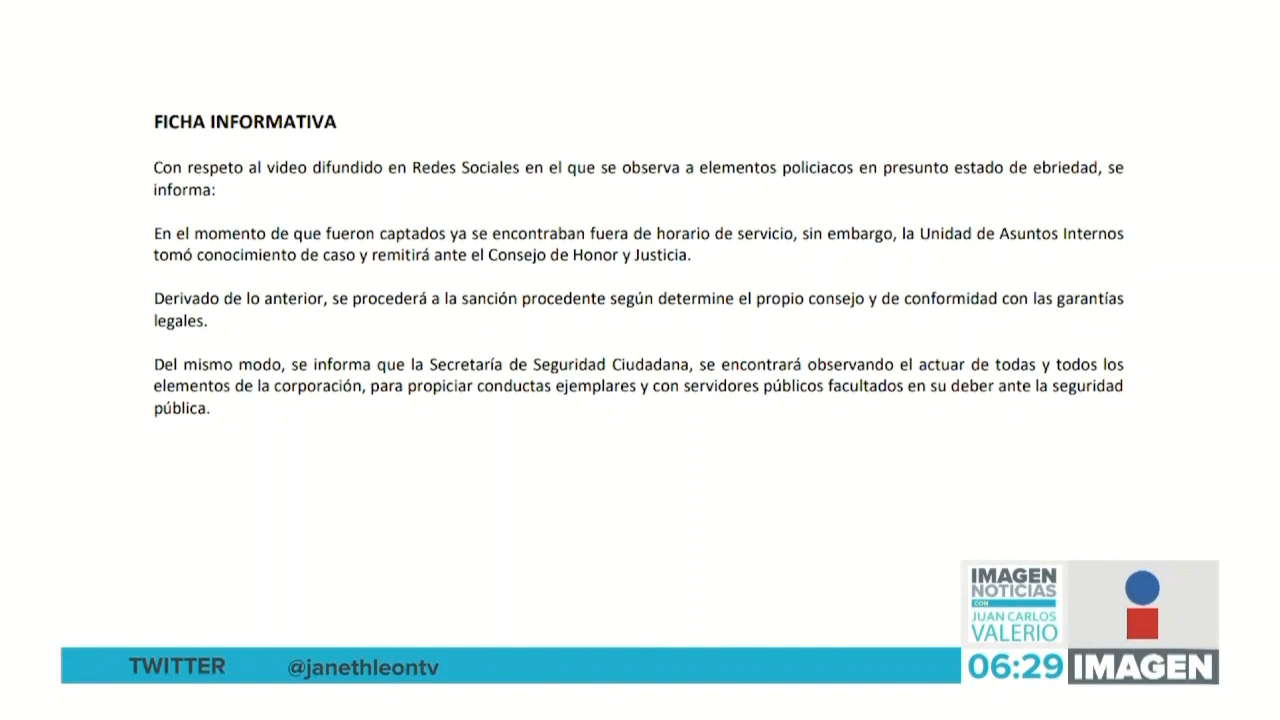 FICHA INFORMATIVA
Con respeto al video difundido en Redes Sociales en el que se observa a elementos policiacos en presunto estado de ebriedad, se
informa:
En el momento de que fueron captados ya se encontraban fuera de horario de servicio, sin embargo, la Unidad de Asuntos Internos
tomó conocimiento de caso y remitirá ante el Consejo de Honor y Justicia.
Derivado de lo anterior, se procederá a la sanción procedente según determine el propio consejo y de conformidad con las garantías
legales.
Del mismo modo, se informa que la Secretaría de Seguridad Ciudadana, se encontrará observando el actuar de todas y todos los
elementos de la corporación, para propiciar conductas ejemplares y con servidores públicos facultados en su deber ante la seguridad
pública.
IMAGEN
NOTICIAS
CON
JUAN CARLOS
VALERIO
TWITTER @janethleontv
06:29 IMAGEN